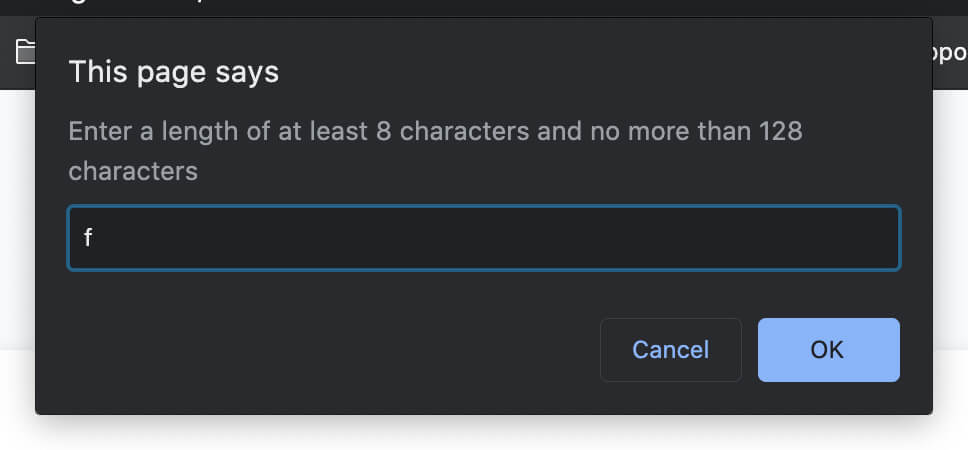 This page says
Enter a length of at least 8 characters and no more than 128
characters
f
Cancel
OK